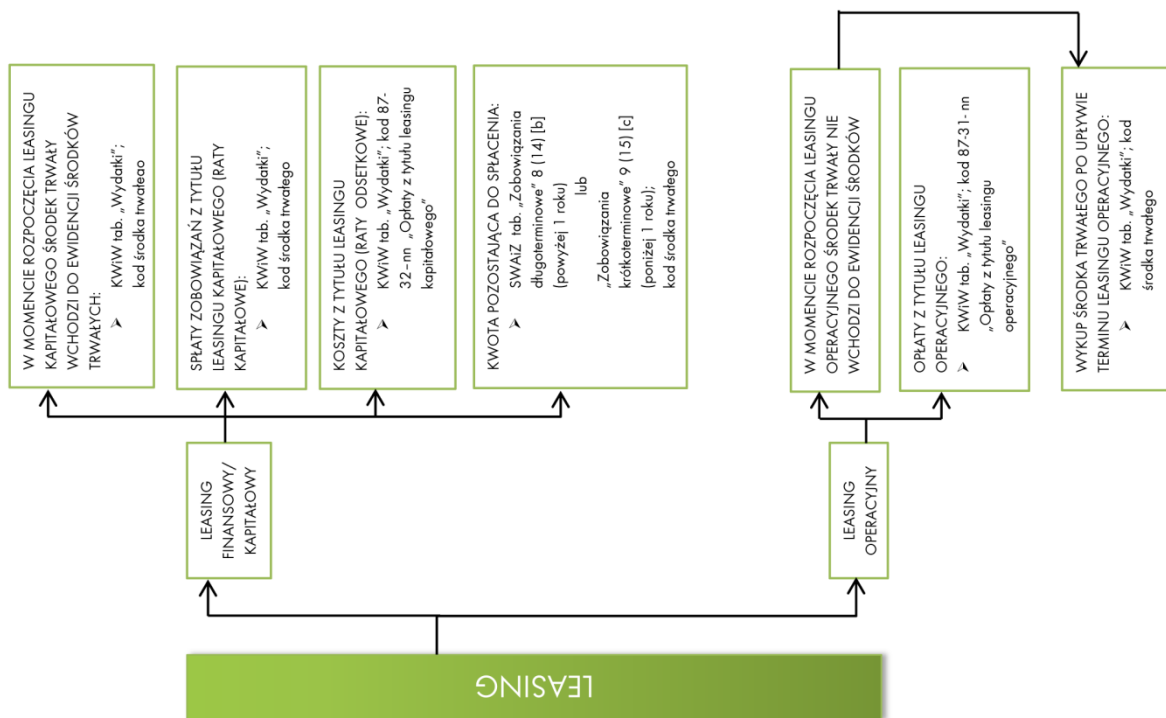 LEASING
LEASING
FINANSOWY/
KAPITAŁOWY
W MOMENCIE ROZPOCZĘCIA LEASINGU
KAPITAŁOWEGO ŚRODEK TRWAŁY
WCHODZI DO EWIDENCJI ŚRODKÓW
TRWAŁYCH:
➢ KWiW tab. „Wydatki”;
kod środka trwałego
SPŁATY ZOBOWIĄZAŃ Z TYTUŁU
LEASINGU KAPITAŁOWEGO (RATY
KAPITAŁOWE):
➢ KWiW tab. „Wydatki”;
kod środka trwałego
KOSZTY Z TYTUŁU LEASINGU
KAPITAŁOWEGO (RATY ODSETKOWE):
➢ KWiW tab. „Wydatki”; kod 87-
32–nn „Opłaty z tytułu leasingu
kapitałowego”
KWOTA POZOSTAJĄCA DO SPŁACENIA:
➢ SWAiZ tab. „Zobowiązania
długoterminowe” 8 (14) [b]
(powyżej 1 roku)
lub
„Zobowiązania
krótkoterminowe” 9 (15) [c]
(poniżej 1 roku);
kod środka trwałego
LEASING
OPERACYJNY
W MOMENCIE ROZPOCZĘCIA LEASINGU
OPERACYJNEGO ŚRODEK TRWAŁY NIE
WCHODZI DO EWIDENCJI ŚRODKÓW
OPŁATY Z TYTUŁU LEASINGU
OPERACYJNEGO:
➢ KWiW tab. „Wydatki”; kod 87-31- nn
„Opłaty z tytułu leasingu
operacyjnego”
WYKUP ŚRODKA TRWAŁEGO PO UPŁYWIE
TERMINU LEASINGU OPERACYJNEGO:
➢ KWiW tab. „Wydatki”; kod
środka trwałego